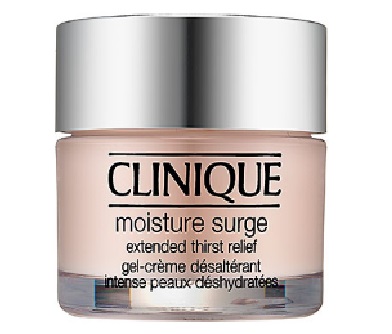 CLINIQUE
moisture surge
extended thirst relief
gel-crème désaltérant
intense peaux déshydratées